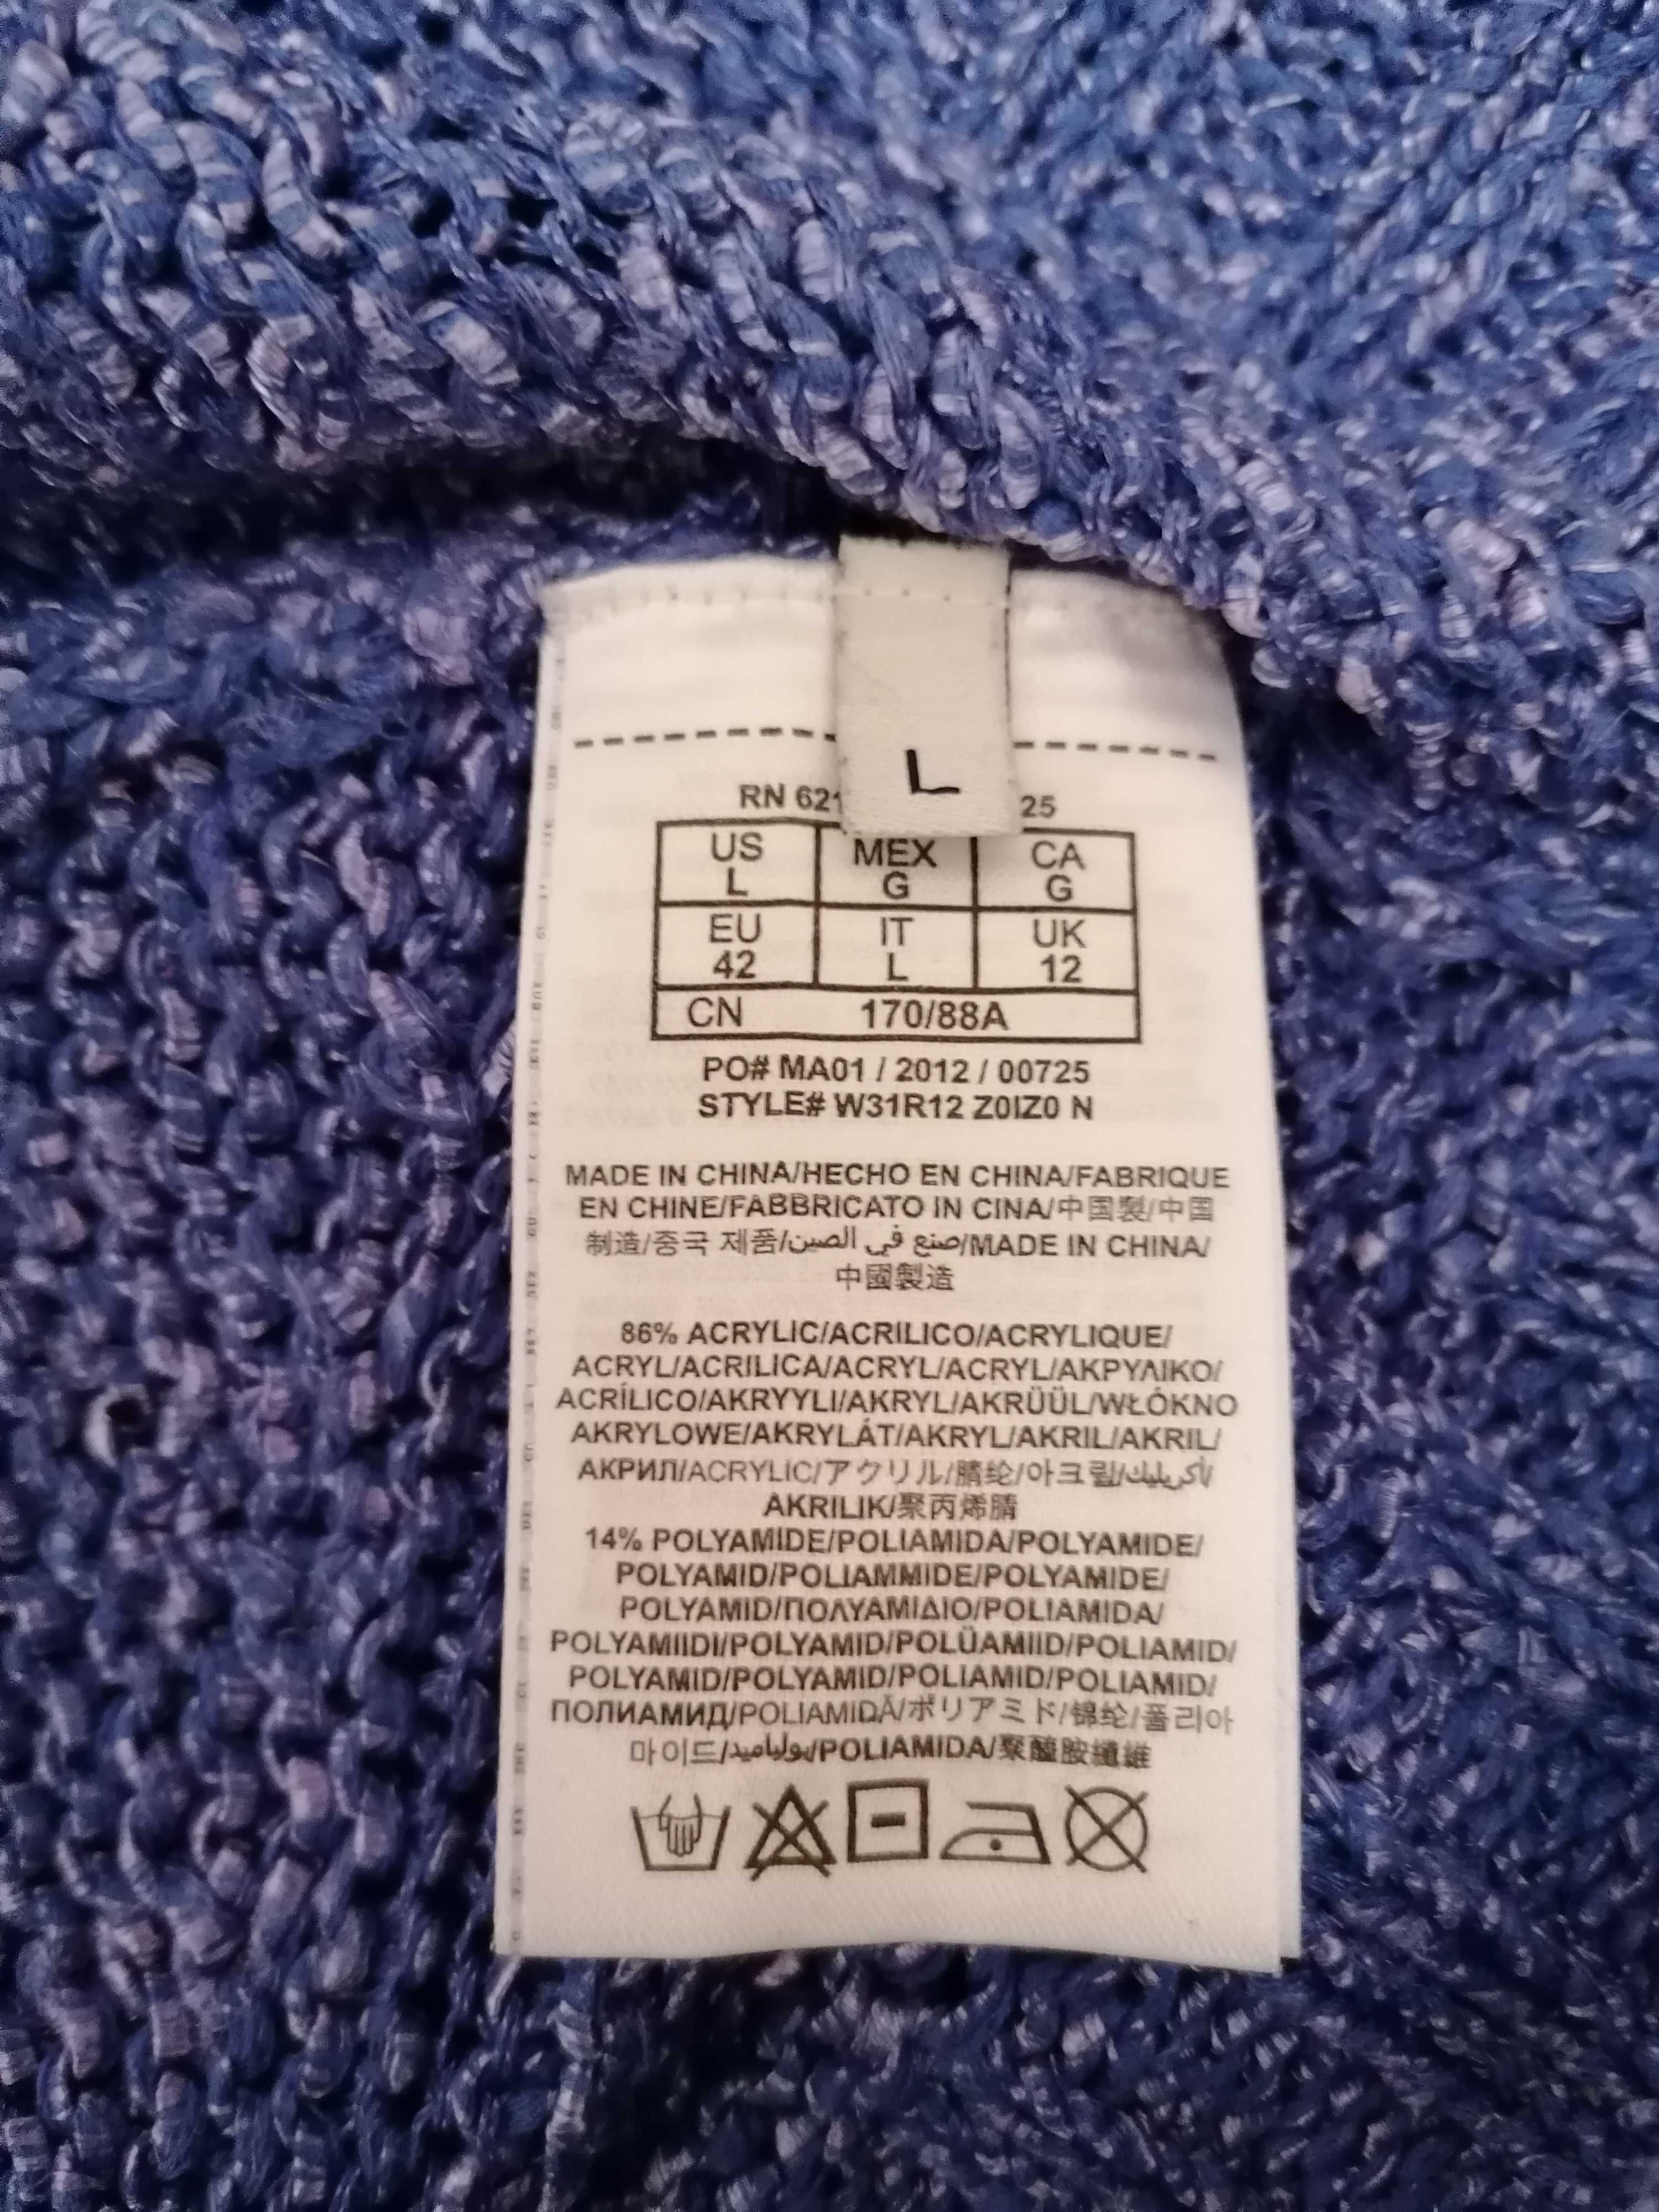 L
RN 62 25
US MEX CA
L G G
EU IT UK
42 L 12
CN 170/88A
PO# MA01 / 2012 / 00725
STYLE# W31R12 Z0IZ0 N
MADE IN CHINA/HECHO EN CHINA/FABRIQUE
EN CHINE/FABBRICATO IN CINA/中国製/中国
制造/중국 제품/صنع في الصين/MADE IN CHINA/
中國製造
86% ACRYLIC/ACRILICO/ACRYLIQUE/
ACRYL/ACRILICA/ACRYL/ACRYL/ΑΚΡΥΛΙΚΟ/
ACRÍLICO/AKRYYLI/AKRYL/AKRÜÜL/WŁÓKNO
AKRYLOWE/AKRYLÁT/AKRYL/AKRIL/AKRIL/
АКРИЛ/ACRYLIC/アクリル/腈纶/아크릴/أكريليك/
AKRILIK/聚丙烯腈
14% POLYAMIDE/POLIAMIDA/POLYAMIDE/
POLYAMID/POLIAMMIDE/POLYAMIDE/
POLYAMID/ΠΟΛΥΑΜΙΔΙΟ/POLIAMIDA/
POLYAMIIDI/POLYAMID/POLÜAMIID/POLIAMID/
POLYAMID/POLYAMID/POLIAMID/POLIAMID/
ПОЛИАМИД/POLIAMIDĂ/ポリアミド/锦纶/폴리아
마이드/بولياميد/POLIAMIDA/聚醯胺纖維